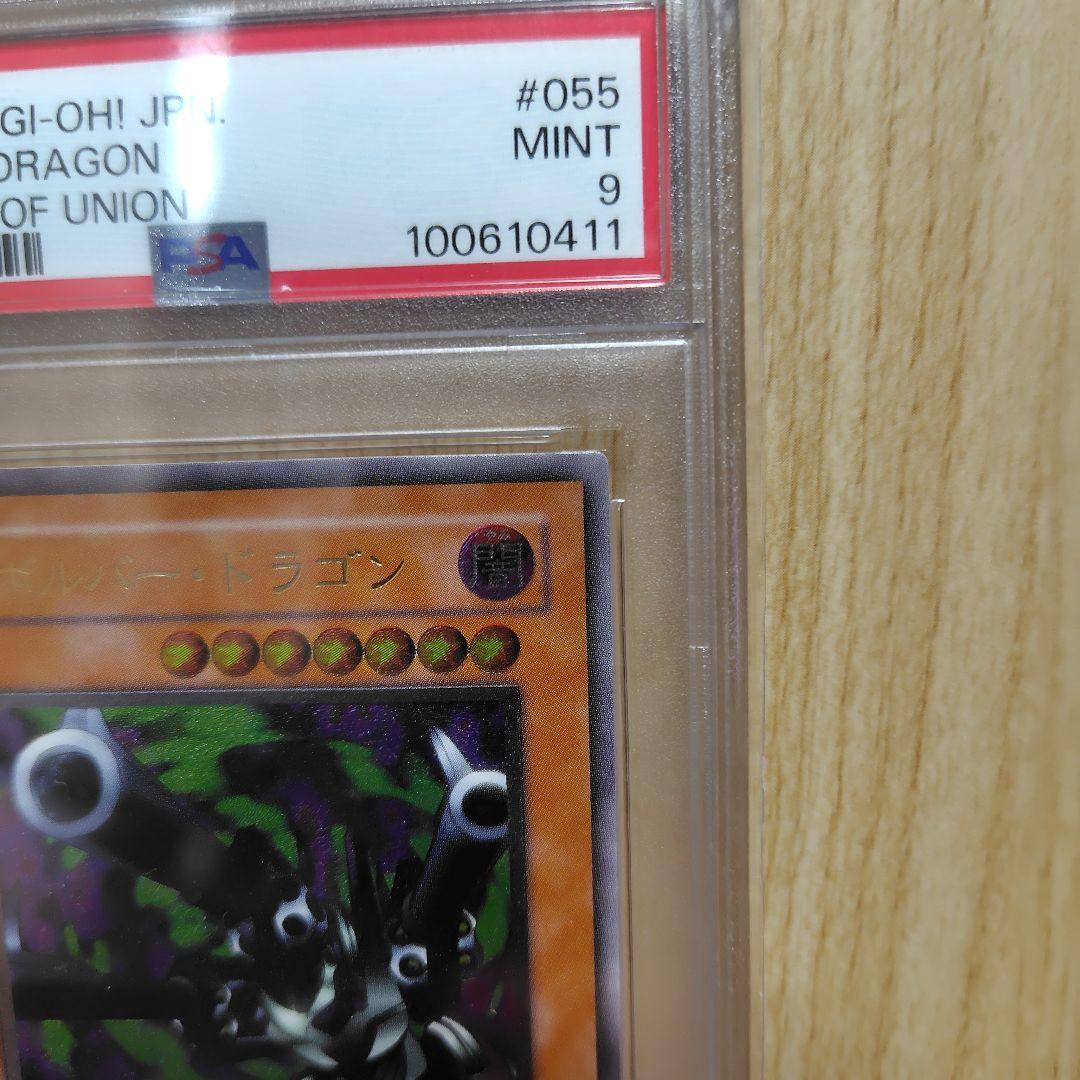 GI-OH! JPN. #055
DRAGON MINT
OF UNION 9
PSA 100610411
ルバー・ドラゴン 闇